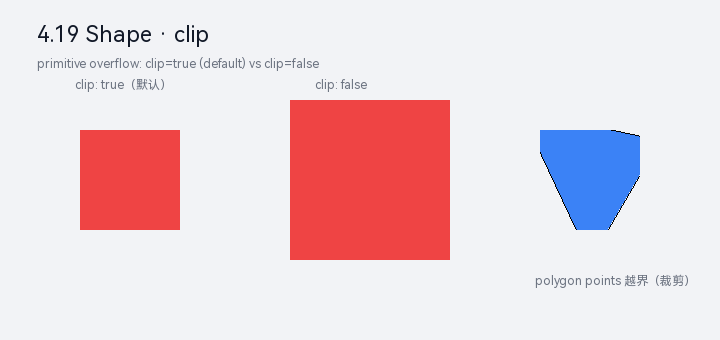 4.19 Shape · clip
primitive overflow: clip=true (default) vs clip=false
clip: true（默认）
clip: false
polygon points 越界（裁剪）